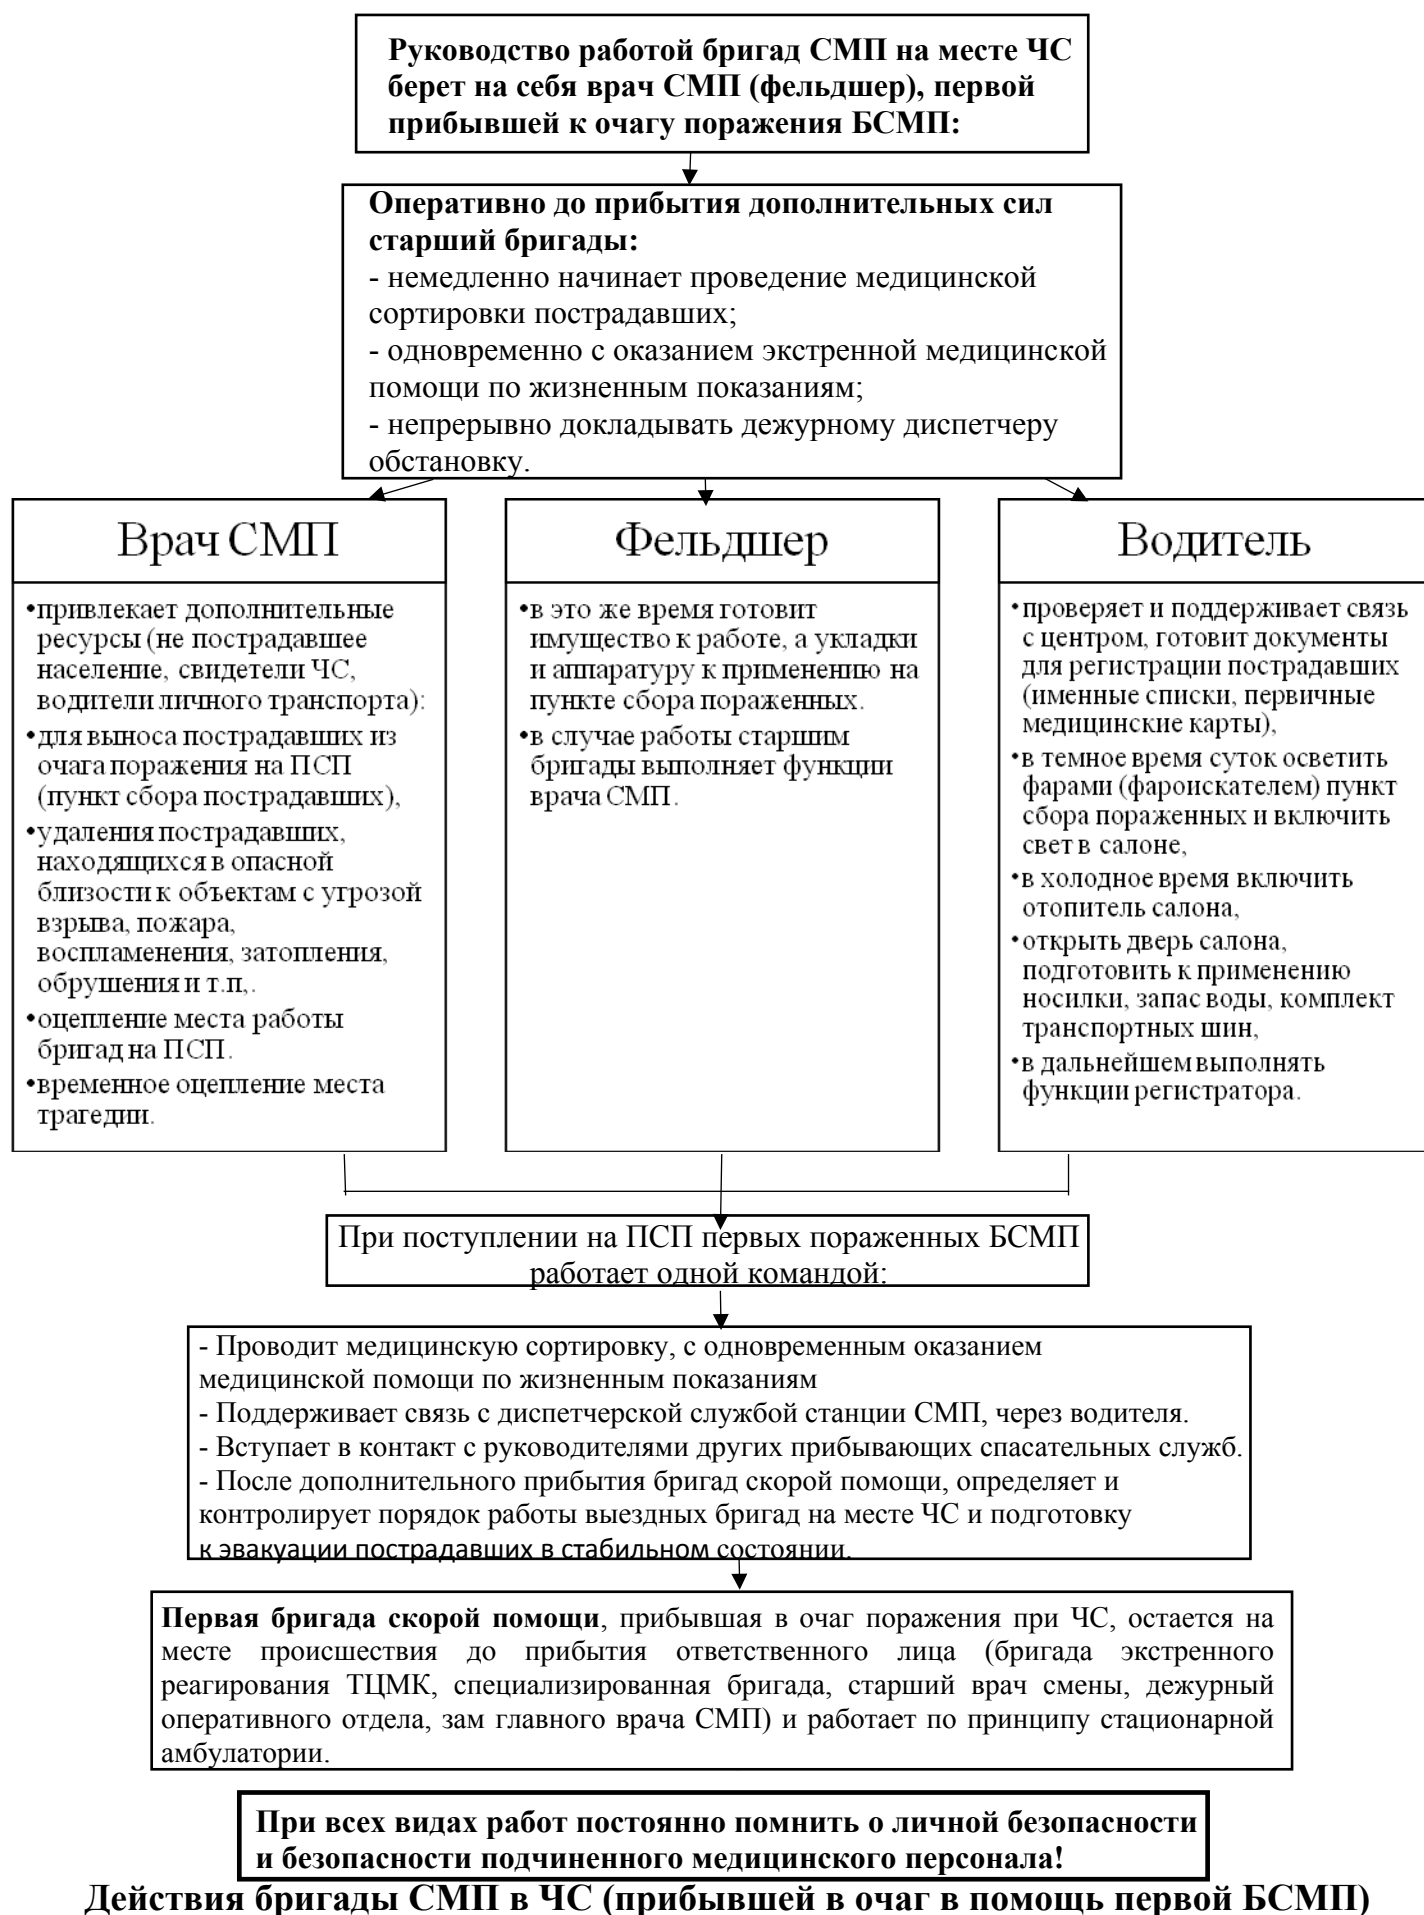 Руководство работой бригад СМП на месте ЧС
берет на себя врач СМП (фельдшер), первой
прибывшей к очагу поражения БСМП:
Оперативно до прибытия дополнительных сил
старший бригады:
- немедленно начинает проведение медицинской
сортировки пострадавших;
- одновременно с оказанием экстренной медицинской
помощи по жизненным показаниям;
- непрерывно докладывать дежурному диспетчеру
обстановку.
Врач СМП
•привлекает дополнительные
ресурсы (не пострадавшее
население, свидетели ЧС,
водители личного транспорта):
•для выноса пострадавших из
очага поражения на ПСП
(пункт сбора пострадавших),
•удаления пострадавших,
находящихся в опасной
близости к объектам с угрозой
взрыва, пожара,
воспламенения, затопления,
обрушения и т.п,.
•оцепление места работы
бригад на ПСП.
•временное оцепление места
трагедии.
Фельдшер
•в это же время готовит
имущество к работе, а укладки
и аппаратуру к применению на
пункте сбора пораженных.
•в случае работы старшим
бригады выполняет функции
врача СМП.
Водитель
•проверяет и поддерживает связь
с центром, готовит документы
для регистрации пострадавших
(именные списки, первичные
медицинские карты),
•в темное время суток осветить
фарами (фароискателем) пункт
сбора пораженных и включить
свет в салоне,
•в холодное время включить
отопитель салона,
•открыть дверь салона,
подготовить к применению
носилки, запас воды, комплект
транспортных шин,
•в дальнейшем выполнять
функции регистратора.
При поступлении на ПСП первых пораженных БСМП
работает одной командой:
- Проводит медицинскую сортировку, с одновременным оказанием
медицинской помощи по жизненным показаниям
- Поддерживает связь с диспетчерской службой станции СМП, через водителя.
- Вступает в контакт с руководителями других прибывающих спасательных служб.
- После дополнительного прибытия бригад скорой помощи, определяет и
контролирует порядок работы выездных бригад на месте ЧС и подготовку
к эвакуации пострадавших в стабильном состоянии.
Первая бригада скорой помощи, прибывшая в очаг поражения при ЧС, остается на
месте происшествия до прибытия ответственного лица (бригада экстренного
реагирования ТЦМК, специализированная бригада, старший врач смены, дежурный
оперативного отдела, зам главного врача СМП) и работает по принципу стационарной
амбулатории.
При всех видах работ постоянно помнить о личной безопасности
и безопасности подчиненного медицинского персонала!
Действия бригады СМП в ЧС (прибывшей в очаг в помощь первой БСМП)